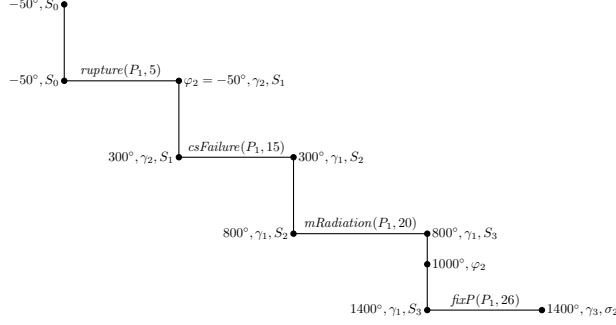 −50°, S₀
−50°, S₀ rupture(P₁, 5) φ₂ = −50°, γ₂, S₁
300°, γ₂, S₁ csFailure(P₁, 15) 300°, γ₁, S₂
800°, γ₁, S₂ mRadiation(P₁, 20) 800°, γ₁, S₃
1000°, φ₂
1400°, γ₁, S₃ fixP(P₁, 26) 1400°, γ₃,